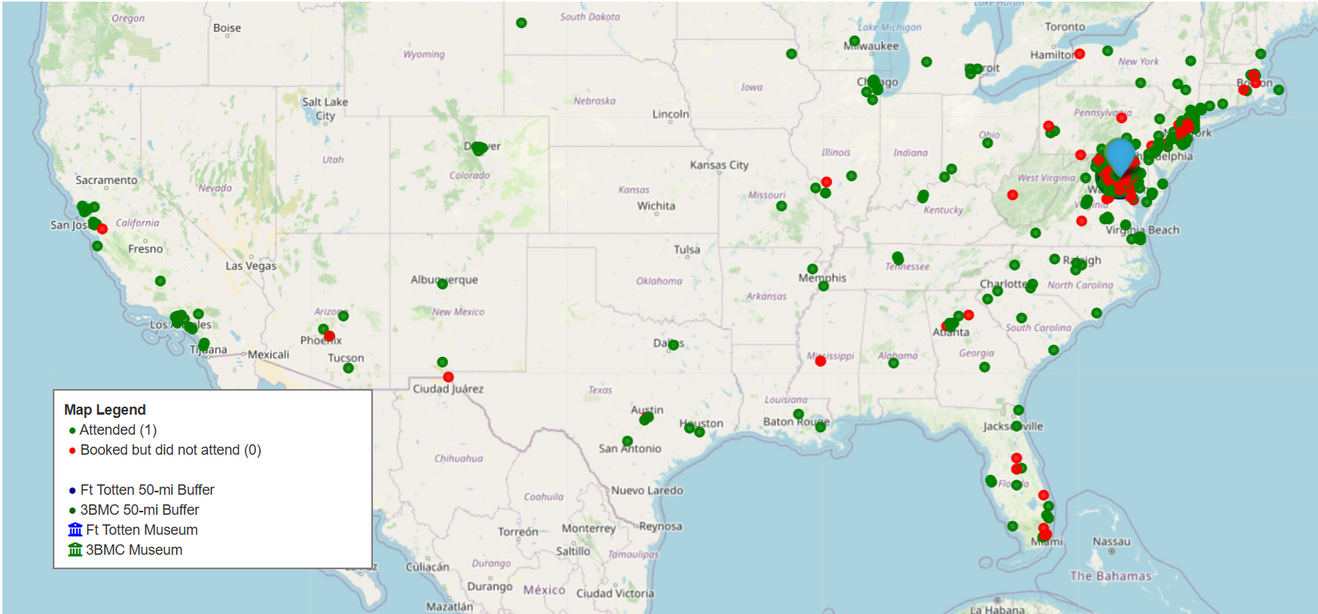 Oregon
Boise
South Dakota
Lake Michigan
Lake Huron
Toronto
Wyoming
Milwaukee
Hamilton
New York
Salt Lake
City
Nebraska
Iowa
Lincoln
Pennsylvania
Ohio
Illinois
Indiana
Utah
Colorado
Kansas City
West Virginia
Sacramento
Nevada
Kansas
Missouri
Wichita
Kentucky
California
Virginia Beach
Fresno
Las Vegas
Tulsa
Tennessee
Raleigh
Albuquerque
Oklahoma
Memphis
Charlotte
North Carolina
Arkansas
Arizona
New Mexico
Los Angeles
Phoenix
South Carolina
Atlanta
Tijuana
Mexicali
Tucson
Dallas
Mississippi
Alabama
Georgia
Ciudad Juárez
Texas
Louisiana
Austin
Houston
Baton Rouge
Jacksonville
San Antonio
Chihuahua
Florida
Nuevo Laredo
Coahuila
Torreón
Monterrey
Reynosa
Miami
Nassau
Saltillo
Tamaulipas
Culiacán
Durango
Durango
México
Ciudad Victoria
The Bahamas
Mazatlán
La Habana
Map Legend
Attended (1)
Booked but did not attend (0)
Ft Totten 50-mi Buffer
3BMC 50-mi Buffer
Ft Totten Museum
3BMC Museum